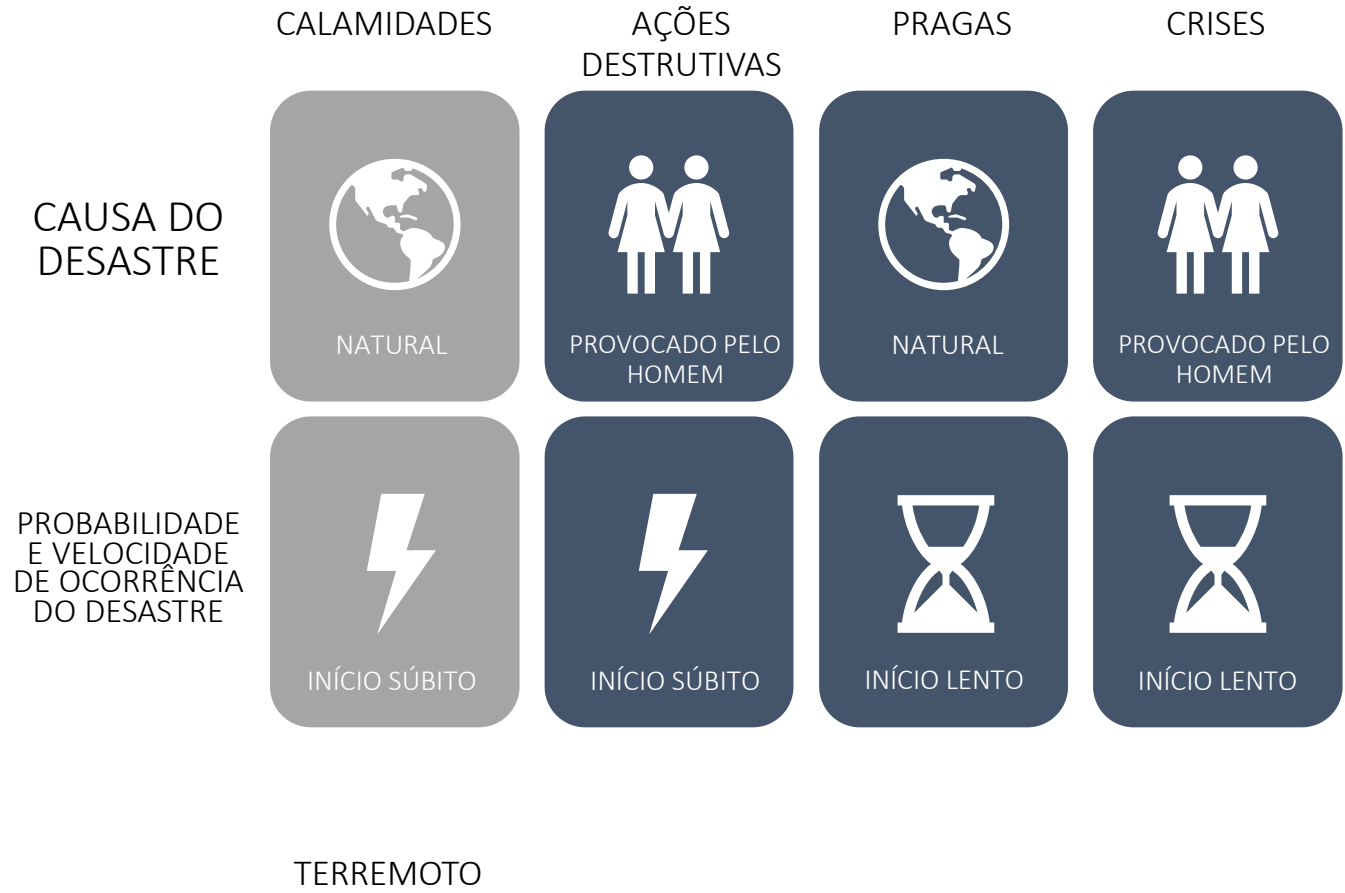 CALAMIDADES
AÇÕES
DESTRUTIVAS
PRAGAS
CRISES
CAUSA DO
DESASTRE
NATURAL
PROVOCADO PELO
HOMEM
NATURAL
PROVOCADO PELO
HOMEM
PROBABILIDADE
E VELOCIDADE
DE OCORRÊNCIA
DO DESASTRE
INÍCIO SÚBITO
INÍCIO SÚBITO
INÍCIO LENTO
INÍCIO LENTO
TERREMOTO